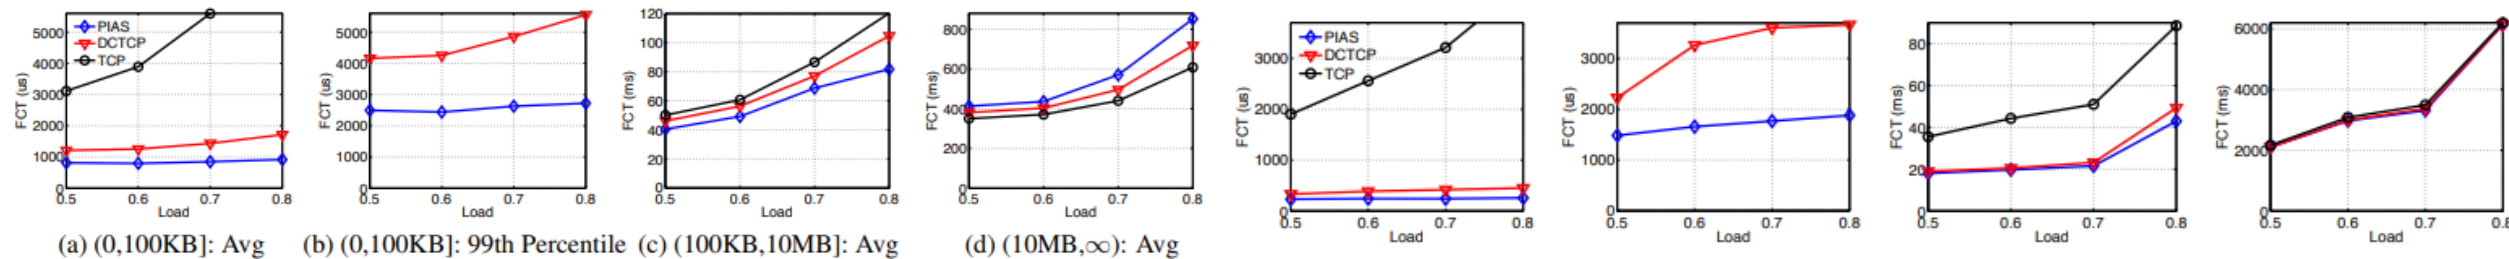 FCT (us)
5000
4000
3000
2000
1000
0
PIAS
DCTCP
TCP
0.5 0.6 0.7 0.8
Load
(a) (0,100KB]: Avg
FCT (us)
5000
4000
3000
2000
1000
0
0.5 0.6 0.7 0.8
Load
(b) (0,100KB]: 99th Percentile
FCT (ms)
120
100
80
60
40
20
0
0.5 0.6 0.7 0.8
Load
(c) (100KB,10MB]: Avg
FCT (ms)
800
600
400
200
0
0.5 0.6 0.7 0.8
Load
(d) (10MB,∞): Avg
FCT (us)
3000
2000
1000
0
PIAS
DCTCP
TCP
0.5 0.6 0.7 0.8
Load
FCT (us)
3000
2000
1000
0
0.5 0.6 0.7 0.8
Load
FCT (ms)
80
60
40
20
0
0.5 0.6 0.7 0.8
Load
FCT (ms)
6000
4000
2000
0
0.5 0.6 0.7 0.8
Load